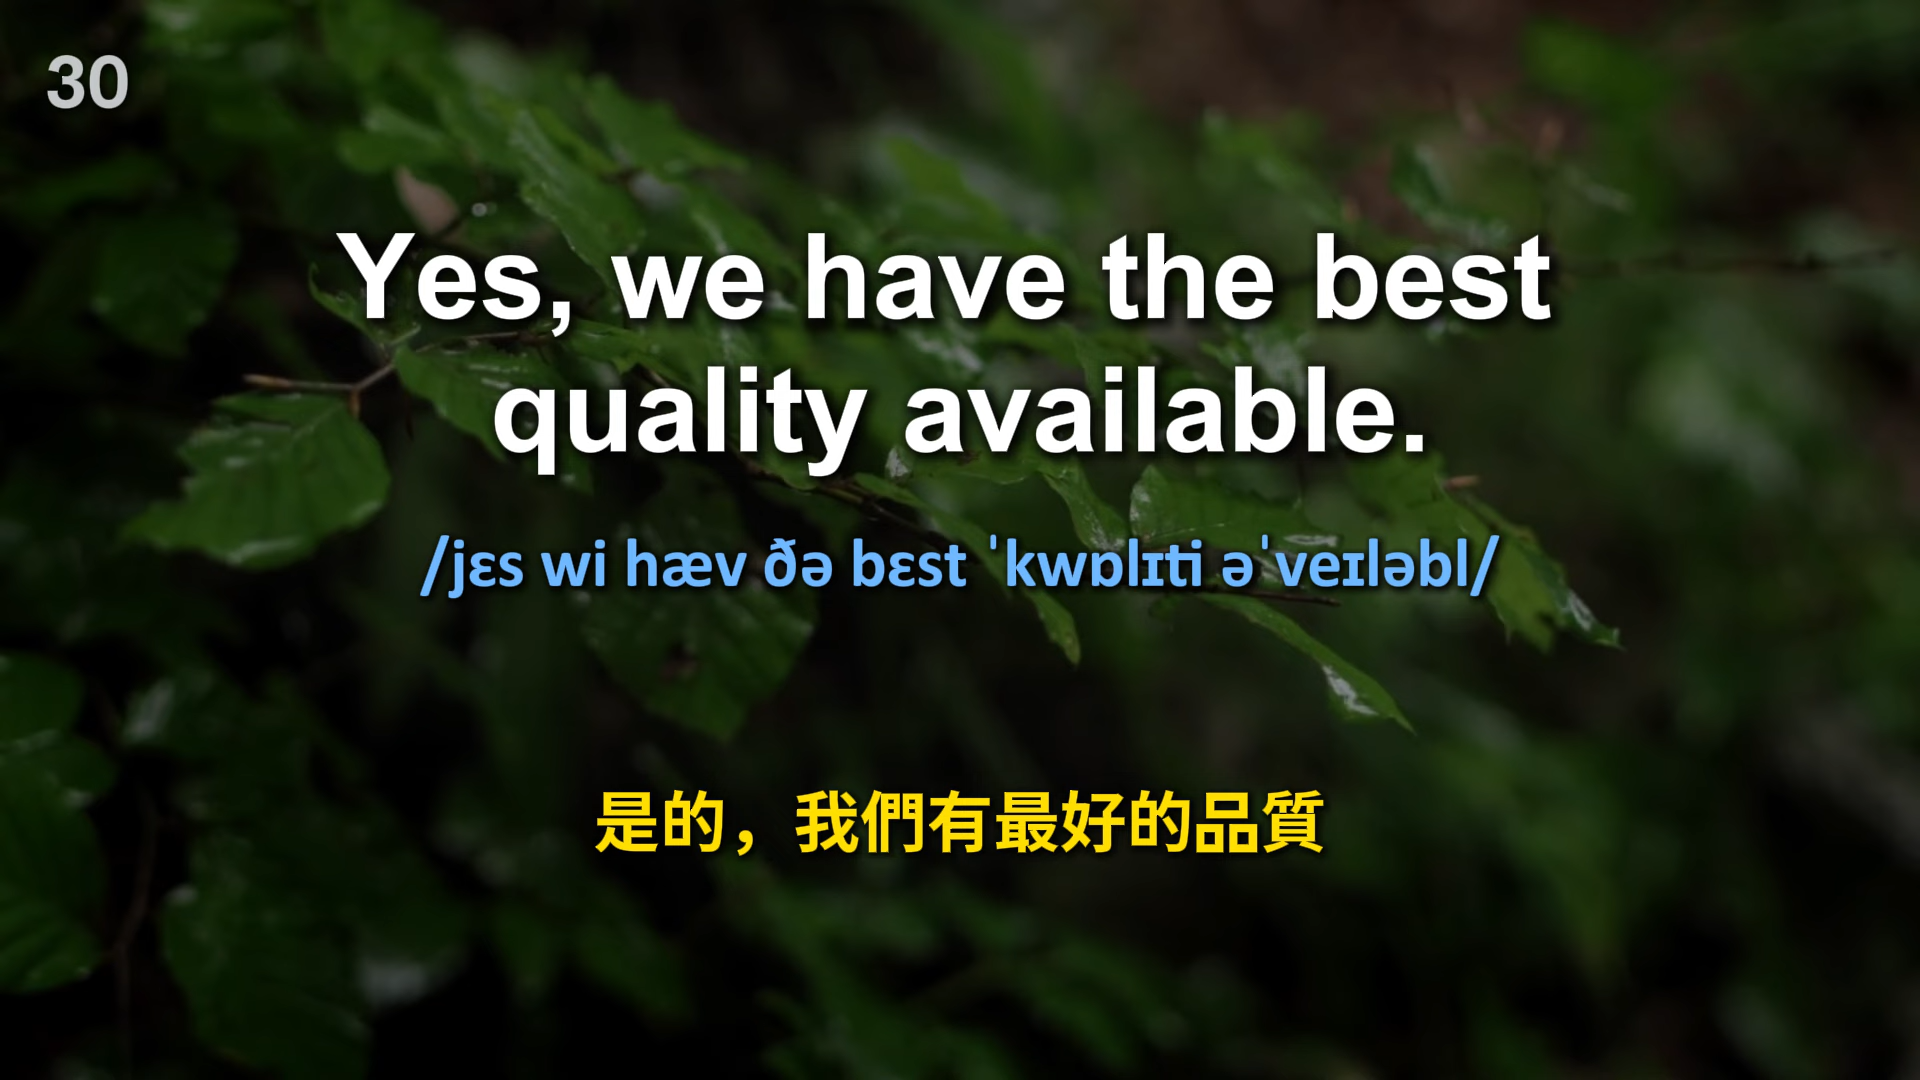 30
Yes, we have the best
quality available.
/jɛs wi hæv ðə bɛst ˈkwɒlɪti əˈveɪləbl/
是的，我們有最好的品質